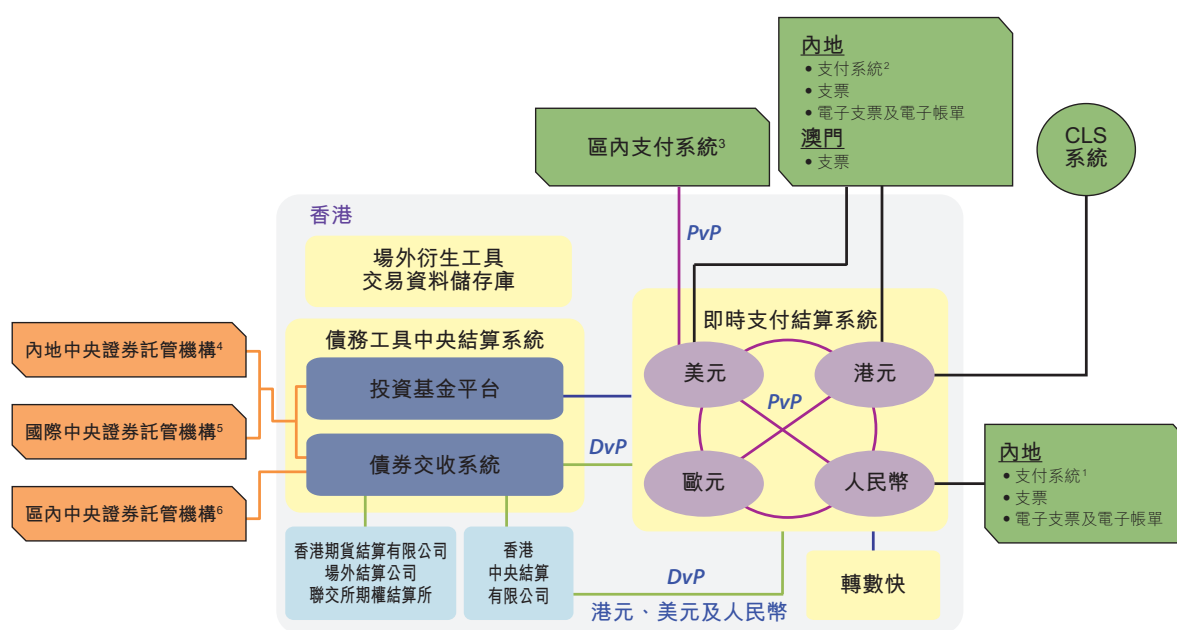 內地
• 支付系統²
• 支票
• 電子支票及電子帳單
澳門
• 支票
區內支付系統³
CLS
系統
香港
PvP
場外衍生工具
交易資料儲存庫
債務工具中央結算系統
即時支付結算系統
內地中央證券託管機構⁴
投資基金平台
美元
港元
PvP
國際中央證券託管機構⁵
債券交收系統
DvP
歐元
人民幣
內地
• 支付系統¹
• 支票
• 電子支票及電子帳單
區內中央證券託管機構⁶
香港期貨結算有限公司
場外結算公司
聯交所期權結算所
香港
中央結算
有限公司
DvP
港元、美元及人民幣
轉數快